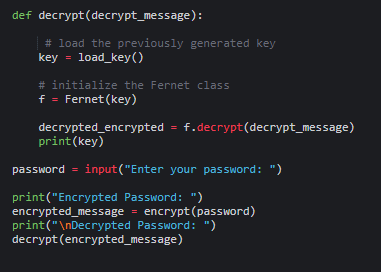 def decrypt(decrypt_message):
# load the previously generated key
key = load_key()
# initialize the Fernet class
f = Fernet(key)
decrypted_encrypted = f.decrypt(decrypt_message)
print(key)
password = input("Enter your password: ")
print("Encrypted Password: ")
encrypted_message = encrypt(password)
print("\nDecrypted Password: ")
decrypt(encrypted_message)